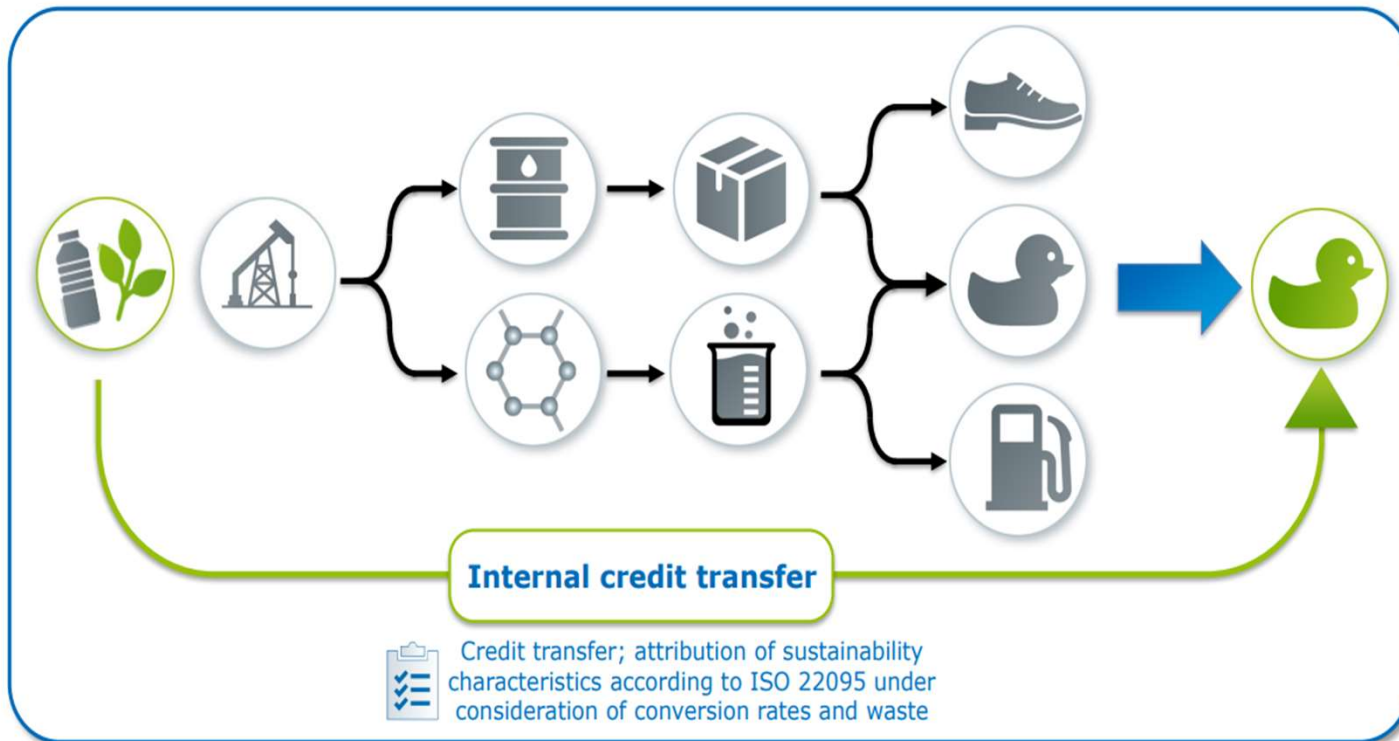 Internal credit transfer
Credit transfer; attribution of sustainability
characteristics according to ISO 22095 under
consideration of conversion rates and waste